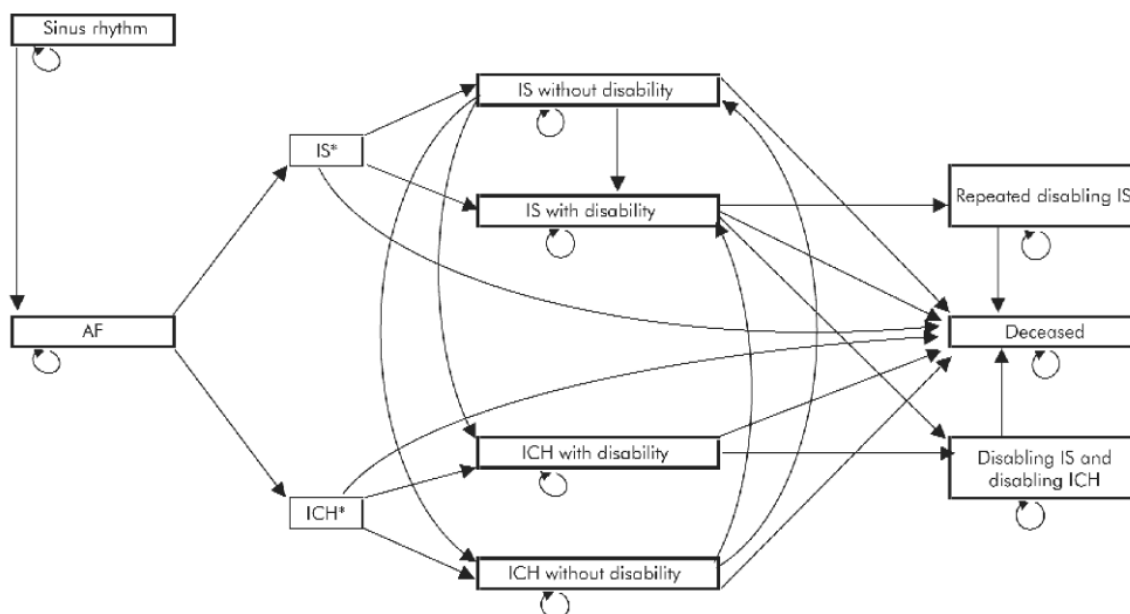 Sinus rhythm
IS without disability
IS*
IS with disability
Repeated disabling IS
AF
Deceased
ICH with disability
Disabling IS and
disabling ICH
ICH*
ICH without disability